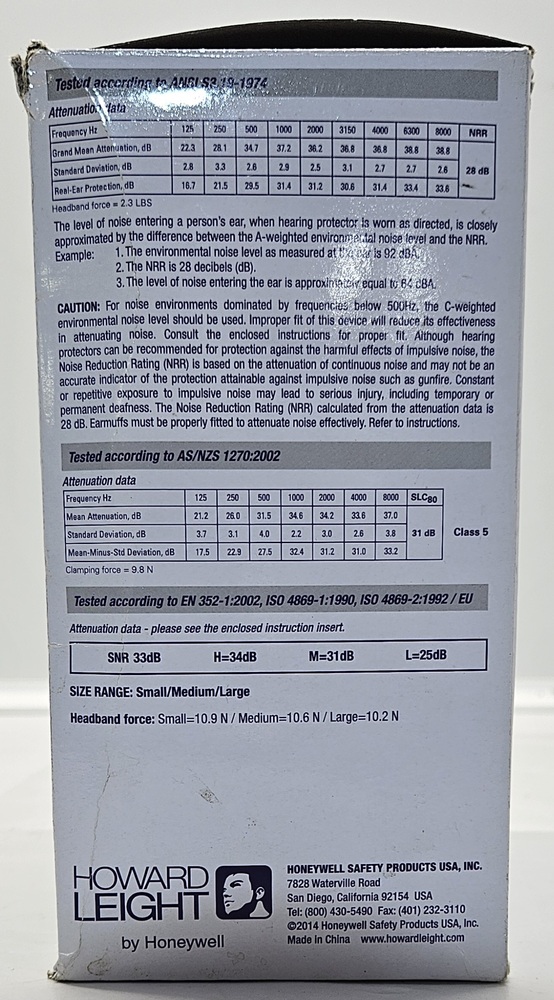 Tested according to ANSI S3.19-1974
Attenuation data
Frequency Hz 125 250 500 1000 2000 3150 4000 6300 8000 NRR
Grand Mean Attenuation, dB 22.3 28.1 34.7 37.2 36.2 36.8 36.8 38.8 38.8
Standard Deviation, dB 2.8 3.3 2.6 2.9 2.5 3.1 2.7 2.7 2.6 28 dB
Real-Ear Protection, dB 18.7 21.5 29.5 31.4 31.2 30.6 31.4 33.4 33.6
Headband force = 2.3 LBS
The level of noise entering a person's ear, when hearing protector is worn as directed, is closely
approximated by the difference between the A-weighted environmental noise level and the NRR.
Example: 1. The environmental noise level as measured at the ear is 92 dBA.
2. The NRR is 28 decibels (dB).
3. The level of noise entering the ear is approximately equal to 64 dBA.
CAUTION: For noise environments dominated by frequencies below 500Hz, the C-weighted
environmental noise level should be used. Improper fit of this device will reduce its effectiveness
in attenuating noise. Consult the enclosed instructions for proper fit. Although hearing
protectors can be recommended for protection against the harmful effects of impulsive noise, the
Noise Reduction Rating (NRR) is based on the attenuation of continuous noise and may not be an
accurate indicator of the protection attainable against impulsive noise such as gunfire. Constant
or repetitive exposure to impulsive noise may lead to serious injury, including temporary or
permanent deafness. The Noise Reduction Rating (NRR) calculated from the attenuation data is
28 dB. Earmuffs must be properly fitted to attenuate noise effectively. Refer to instructions.
Tested according to AS/NZS 1270:2002
Attenuation data
Frequency Hz 125 250 500 1000 2000 4000 8000 SLC80
Mean Attenuation, dB 21.2 26.0 31.5 34.6 34.2 33.6 37.0
Standard Deviation, dB 3.7 3.1 4.0 2.2 3.0 2.6 3.8 31 dB Class 5
Mean-Minus-Std Deviation, dB 17.5 22.9 27.5 32.4 31.2 31.0 33.2
Clamping force = 9.8 N
Tested according to EN 352-1:2002, ISO 4869-1:1990, ISO 4869-2:1992 / EU
Attenuation data - please see the enclosed instruction insert.
SNR 33dB H=34dB M=31dB L=25dB
SIZE RANGE: Small/Medium/Large
Headband force: Small=10.9 N / Medium=10.6 N / Large=10.2 N
HOWARD
LEIGHT
by Honeywell
HONEYWELL SAFETY PRODUCTS USA, INC.
7828 Waterville Road
San Diego, California 92154 USA
Tel: (800) 430-5490 Fax: (401) 232-3110
©2014 Honeywell Safety Products USA, Inc.
Made in China www.howardleight.com